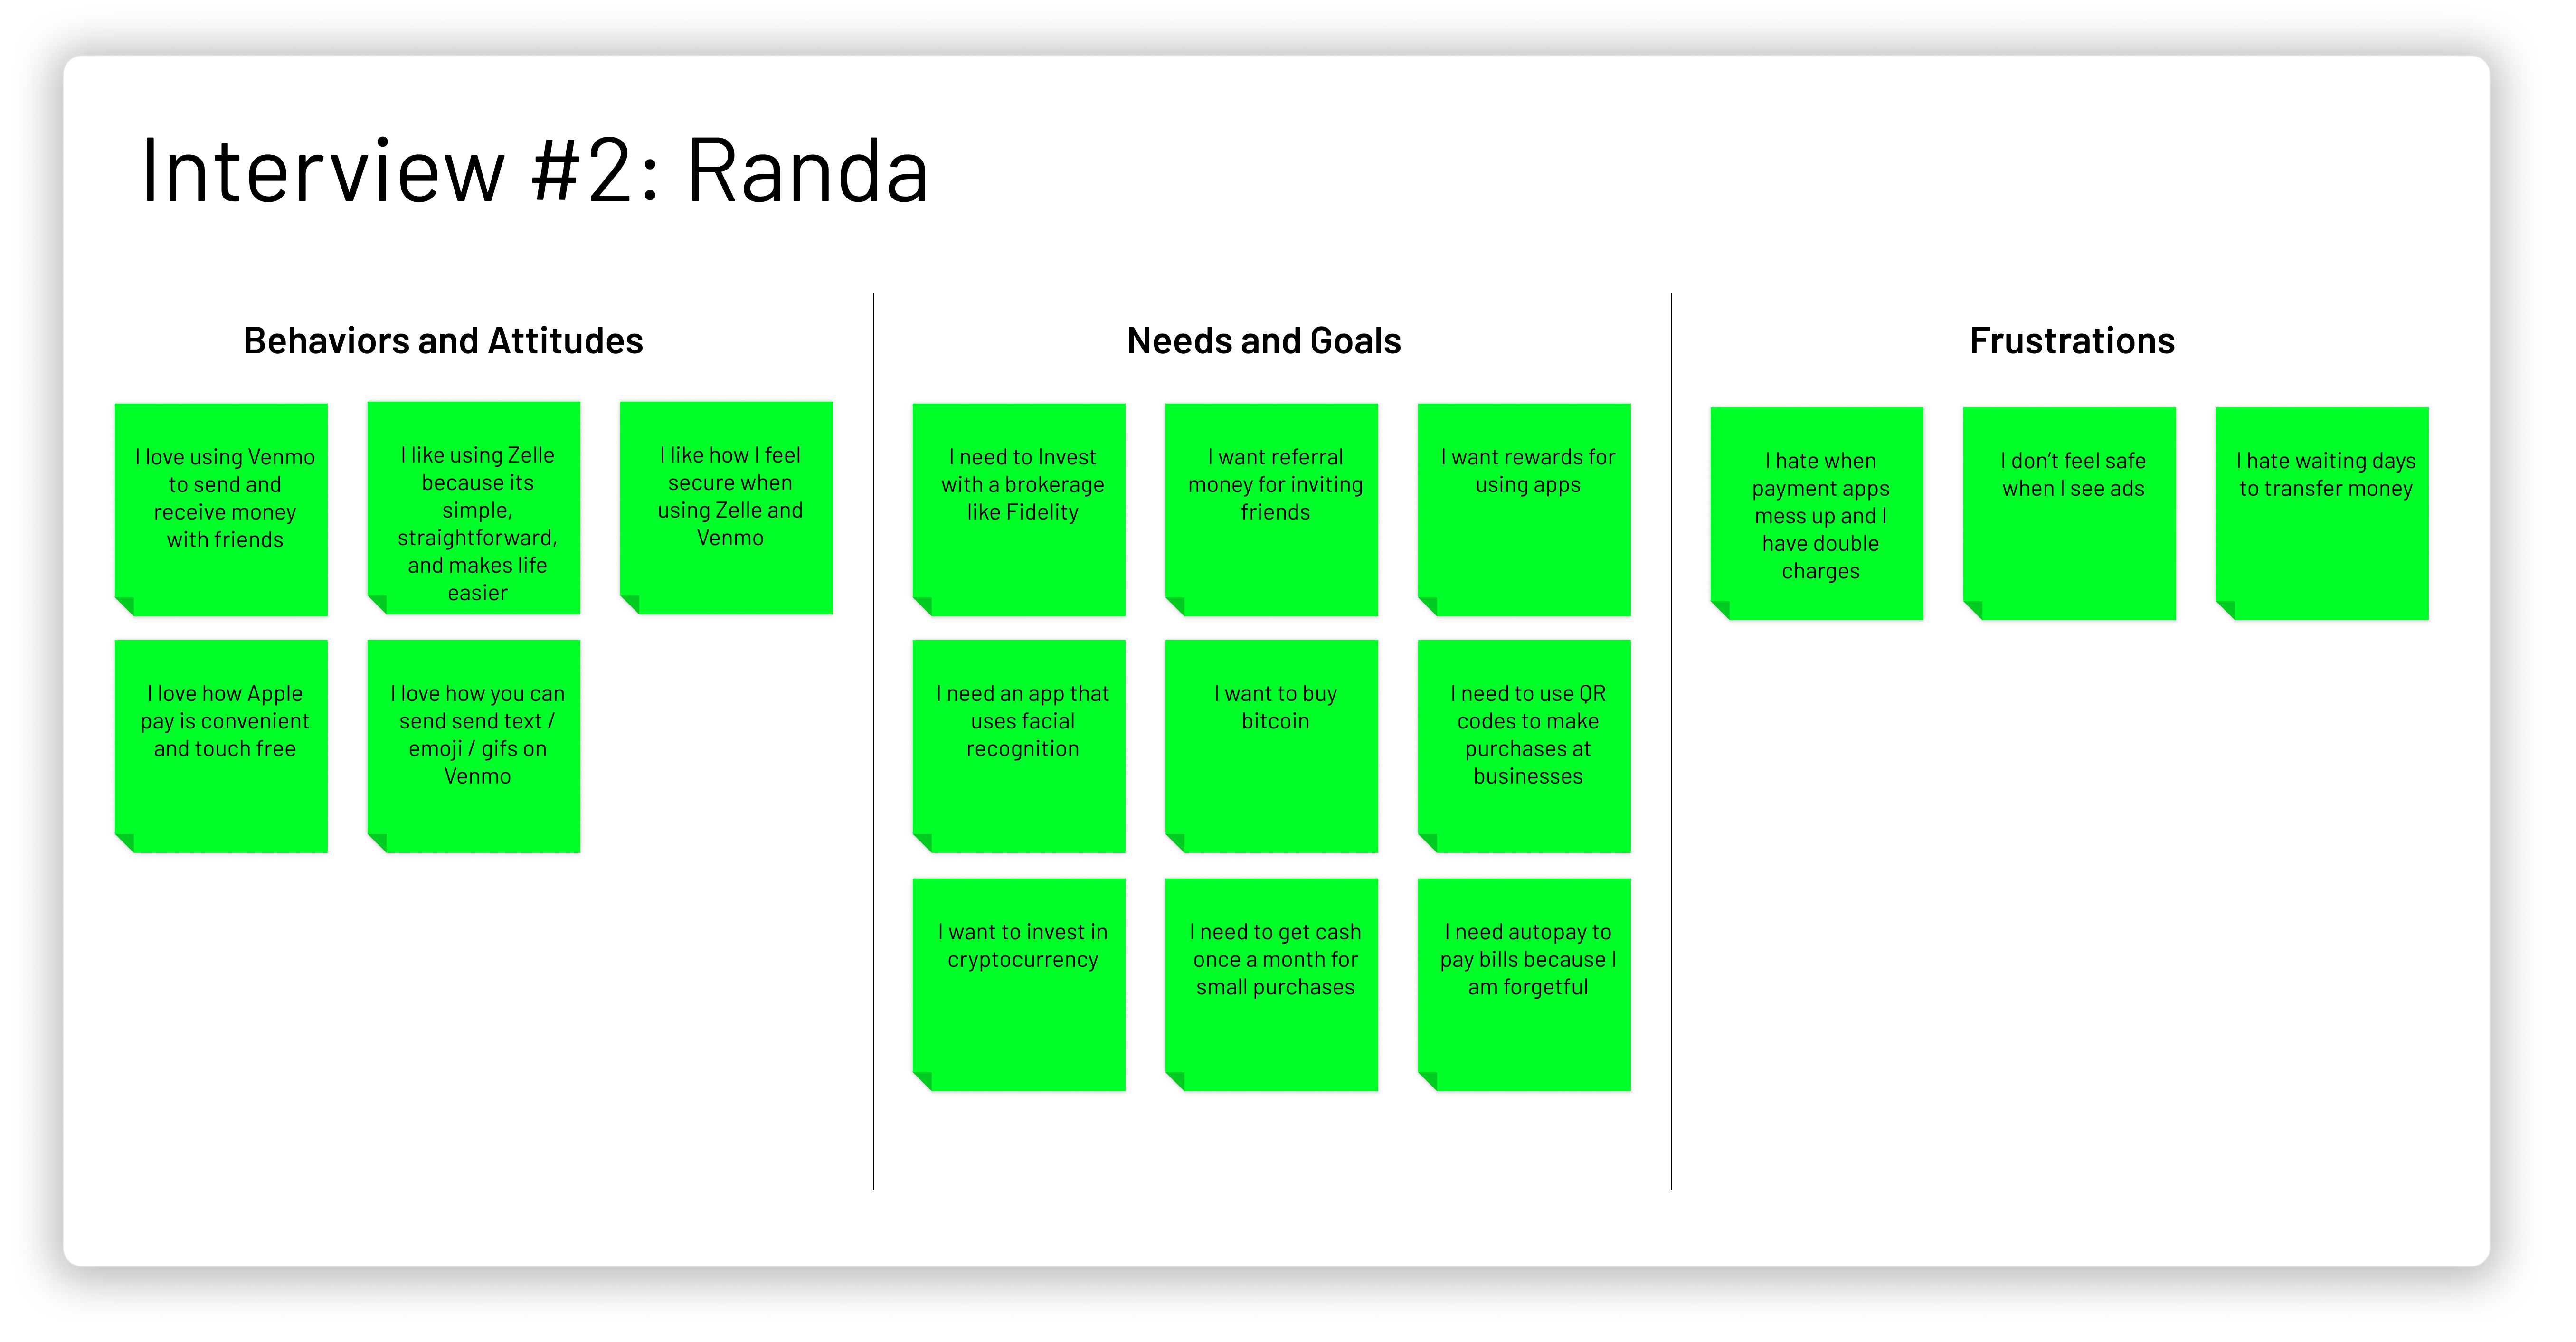 Interview #2: Randa
Behaviors and Attitudes
I love using Venmo
to send and
receive money
with friends
I like using Zelle
because its
simple,
straightforward,
and makes life
easier
I like how I feel
secure when
using Zelle and
Venmo
I love how Apple
pay is convenient
and touch free
I love how you can
send send text /
emoji / gifs on
Venmo
Needs and Goals
I need to Invest
with a brokerage
like Fidelity
I want referral
money for inviting
friends
I want rewards for
using apps
I need an app that
uses facial
recognition
I want to buy
bitcoin
I need to use QR
codes to make
purchases at
businesses
I want to invest in
cryptocurrency
I need to get cash
once a month for
small purchases
I need autopay to
pay bills because I
am forgetful
Frustrations
I hate when
payment apps
mess up and I
have double
charges
I don’t feel safe
when I see ads
I hate waiting days
to transfer money